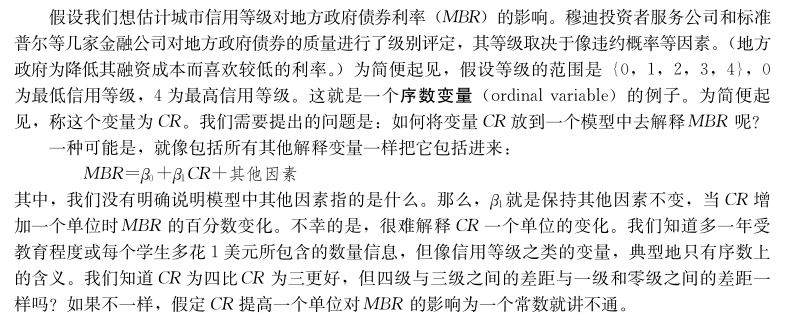 假设我们想估计城市信用等级对地方政府债券利率（MBR）的影响。穆迪投资者服务公司和标准
普尔等几家金融公司对地方政府债券的质量进行了级别评定，其等级取决于像违约概率等因素。（地方
政府为降低其融资成本而喜欢较低的利率。）为简便起见，假设等级的范围是｛0，1，2，3，4｝，0
为最低信用等级，4 为最高信用等级。这就是一个序数变量（ordinal variable）的例子。为简便起
见，称这个变量为 CR。我们需要提出的问题是：如何将变量 CR 放到一个模型中去解释 MBR 呢？
一种可能是，就像包括所有其他解释变量一样把它包括进来：
MBR=β₀+β₁CR+其他因素
其中，我们没有明确说明模型中其他因素指的是什么。那么，β₁就是保持其他因素不变，当 CR 增
加一个单位时 MBR 的百分数变化。不幸的是，很难解释 CR 一个单位的变化。我们知道多一年受
教育程度或每个学生多花 1 美元所包含的数量信息，但像信用等级之类的变量，典型地只有序数上
的含义。我们知道 CR 为四比 CR 为三更好，但四级与三级之间的差距与一级和零级之间的差距一
样吗？如果不一样，假定 CR 提高一个单位对 MBR 的影响为一个常数就讲不通。